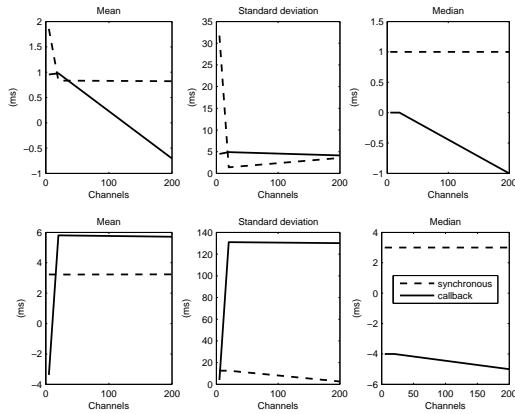 Mean
2
1.5
1
0.5
0
−0.5
−1
(ms)
0 100 200
Channels
Standard deviation
35
30
25
20
15
10
5
0
(ms)
0 100 200
Channels
Median
1.5
1
0.5
0
−0.5
−1
(ms)
0 100 200
Channels
Mean
6
4
2
0
−2
−4
(ms)
0 100 200
Channels
Standard deviation
140
120
100
80
60
40
20
0
(ms)
0 100 200
Channels
Median
4
2
0
−2
−4
−6
(ms)
synchronous
callback
0 50 100 150 200
Channels